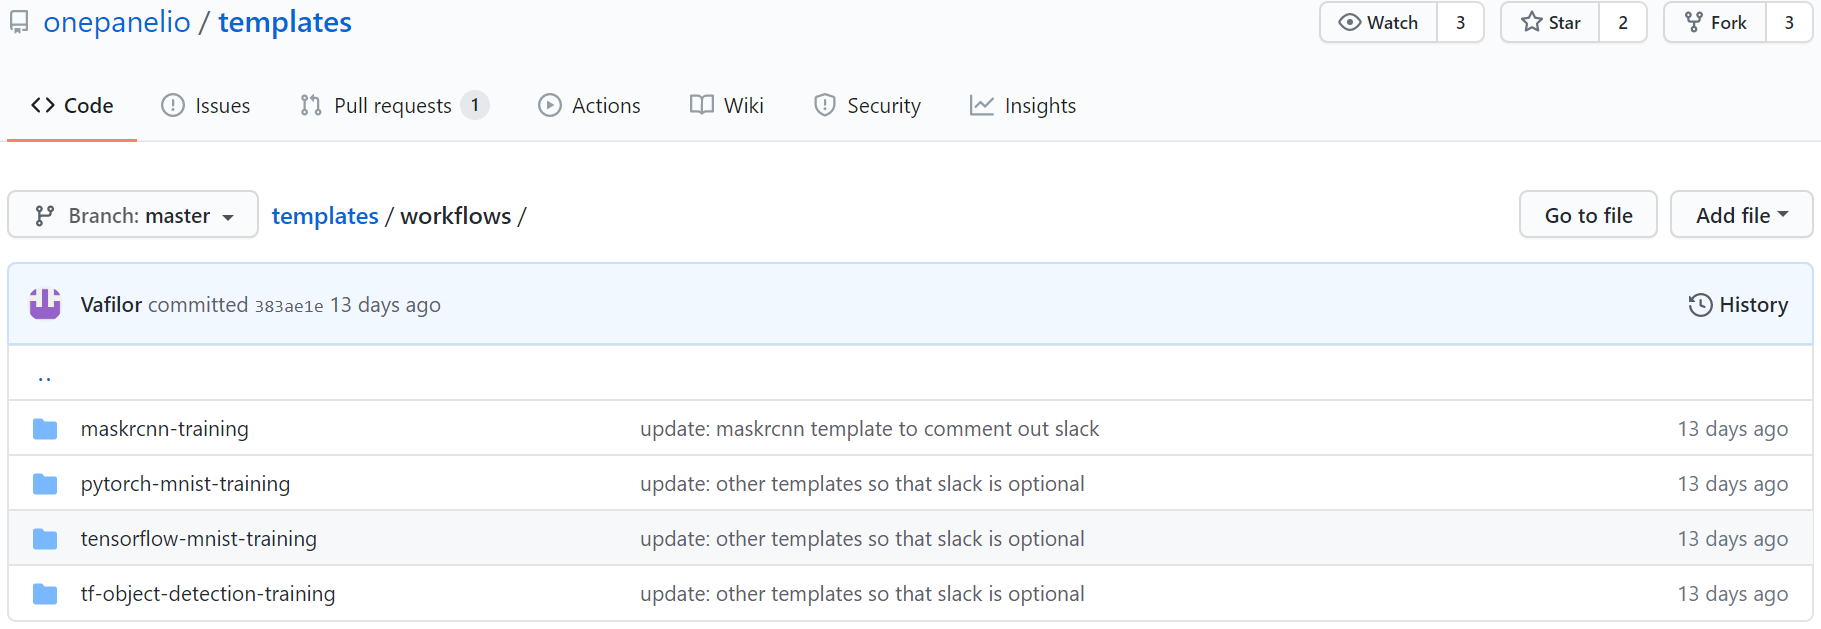 onepanelio / templates Watch 3 Star 2 Fork 3
Code Issues Pull requests 1 Actions Wiki Security Insights
Branch: master templates / workflows / Go to file Add file
Vafilor committed 383ae1e 13 days ago History
..
maskrcnn-training update: maskrcnn template to comment out slack 13 days ago
pytorch-mnist-training update: other templates so that slack is optional 13 days ago
tensorflow-mnist-training update: other templates so that slack is optional 13 days ago
tf-object-detection-training update: other templates so that slack is optional 13 days ago